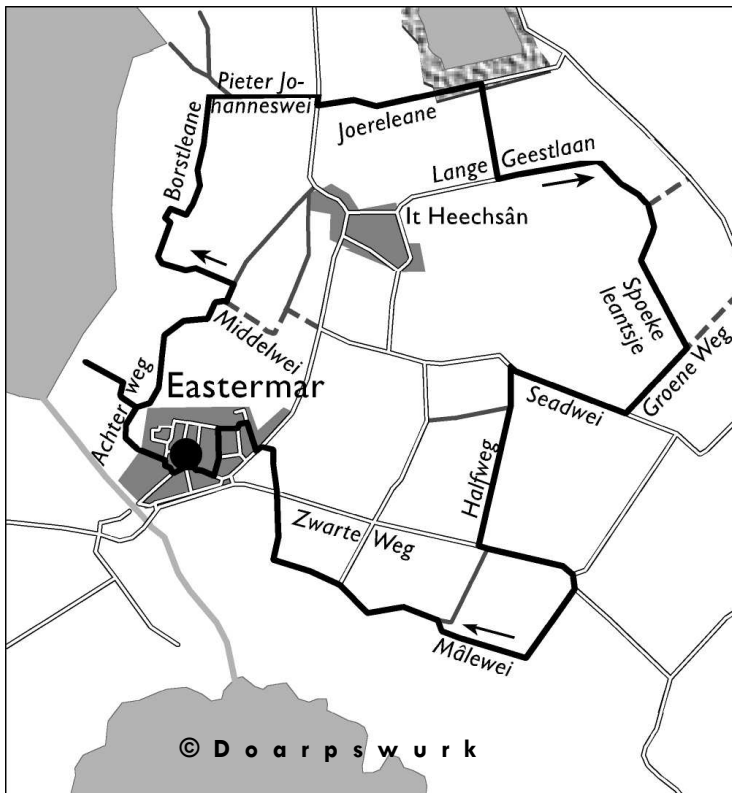 Pieter Jo-
hanneswei
Joereleane
Borstleane
Lange Geestlaan
It Heechsân
Spoeke
leantsje
Middelwei
Groene Weg
Eastermar
Achter weg
Seadwei
Halfweg
Zwarte Weg
Mâlewei
© Doarpswurk